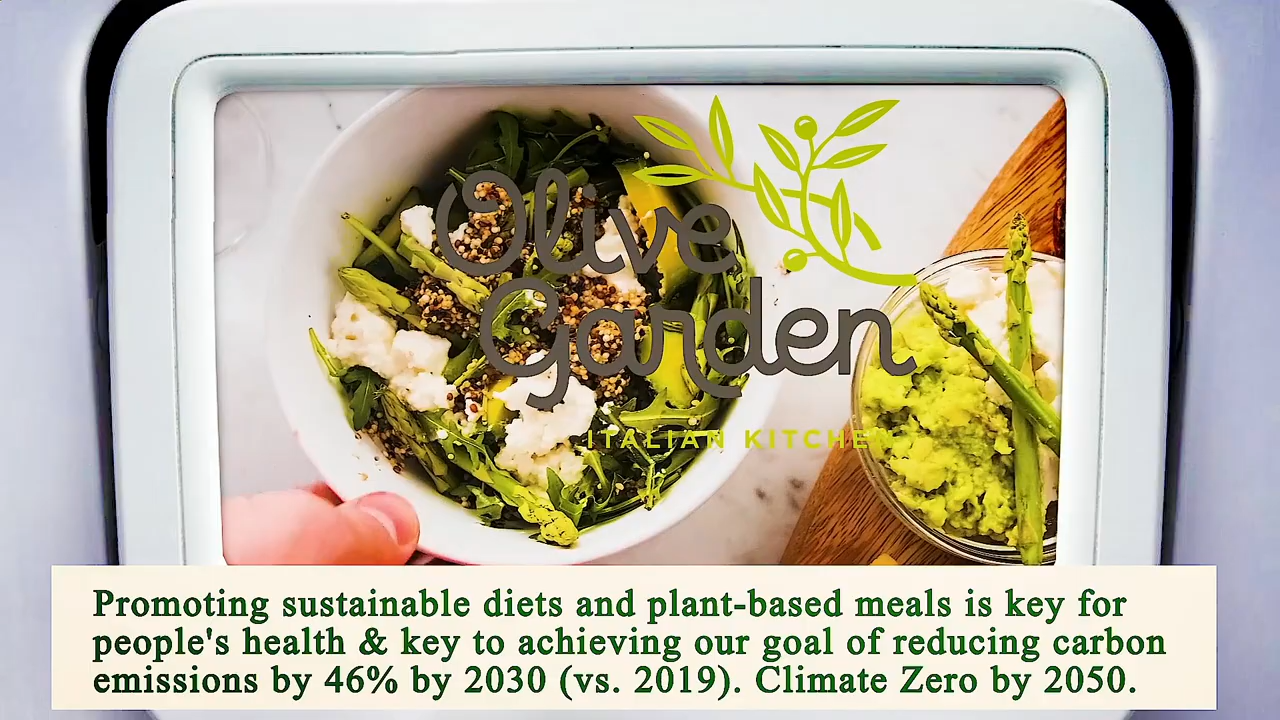 Olive
Garden
ITALIAN KITCHEN
Promoting sustainable diets and plant-based meals is key for
people's health & key to achieving our goal of reducing carbon
emissions by 46% by 2030 (vs. 2019). Climate Zero by 2050.